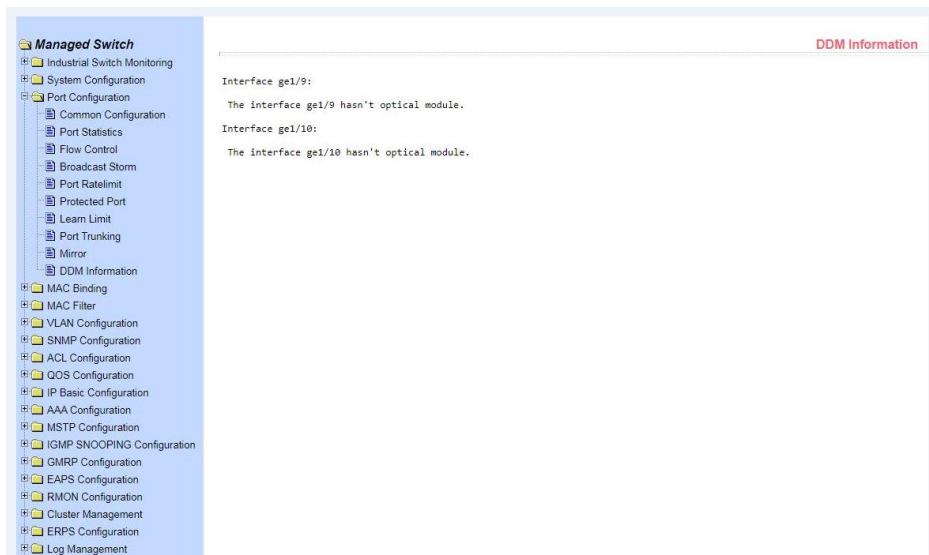 Managed Switch
Industrial Switch Monitoring
System Configuration
Port Configuration
Common Configuration
Port Statistics
Flow Control
Broadcast Storm
Port Ratelimit
Protected Port
Learn Limit
Port Trunking
Mirror
DDM Information
MAC Binding
MAC Filter
VLAN Configuration
SNMP Configuration
ACL Configuration
QOS Configuration
IP Basic Configuration
AAA Configuration
MSTP Configuration
IGMP SNOOPING Configuration
GMRP Configuration
EAPS Configuration
RMON Configuration
Cluster Management
ERPS Configuration
Log Management
DDM Information
Interface ge1/9:
The interface ge1/9 hasn't optical module.
Interface ge1/10:
The interface ge1/10 hasn't optical module.